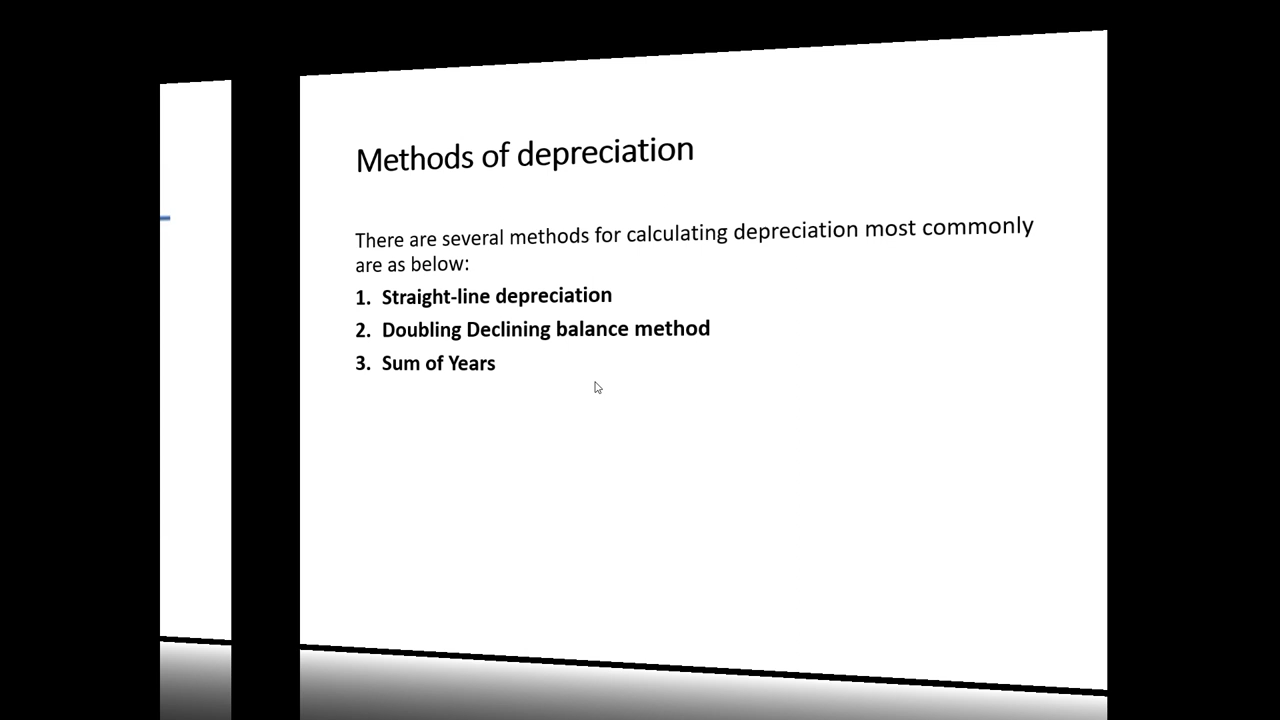 Methods of depreciation
There are several methods for calculating depreciation most commonly
are as below:
1. Straight-line depreciation
2. Doubling Declining balance method
3. Sum of Years